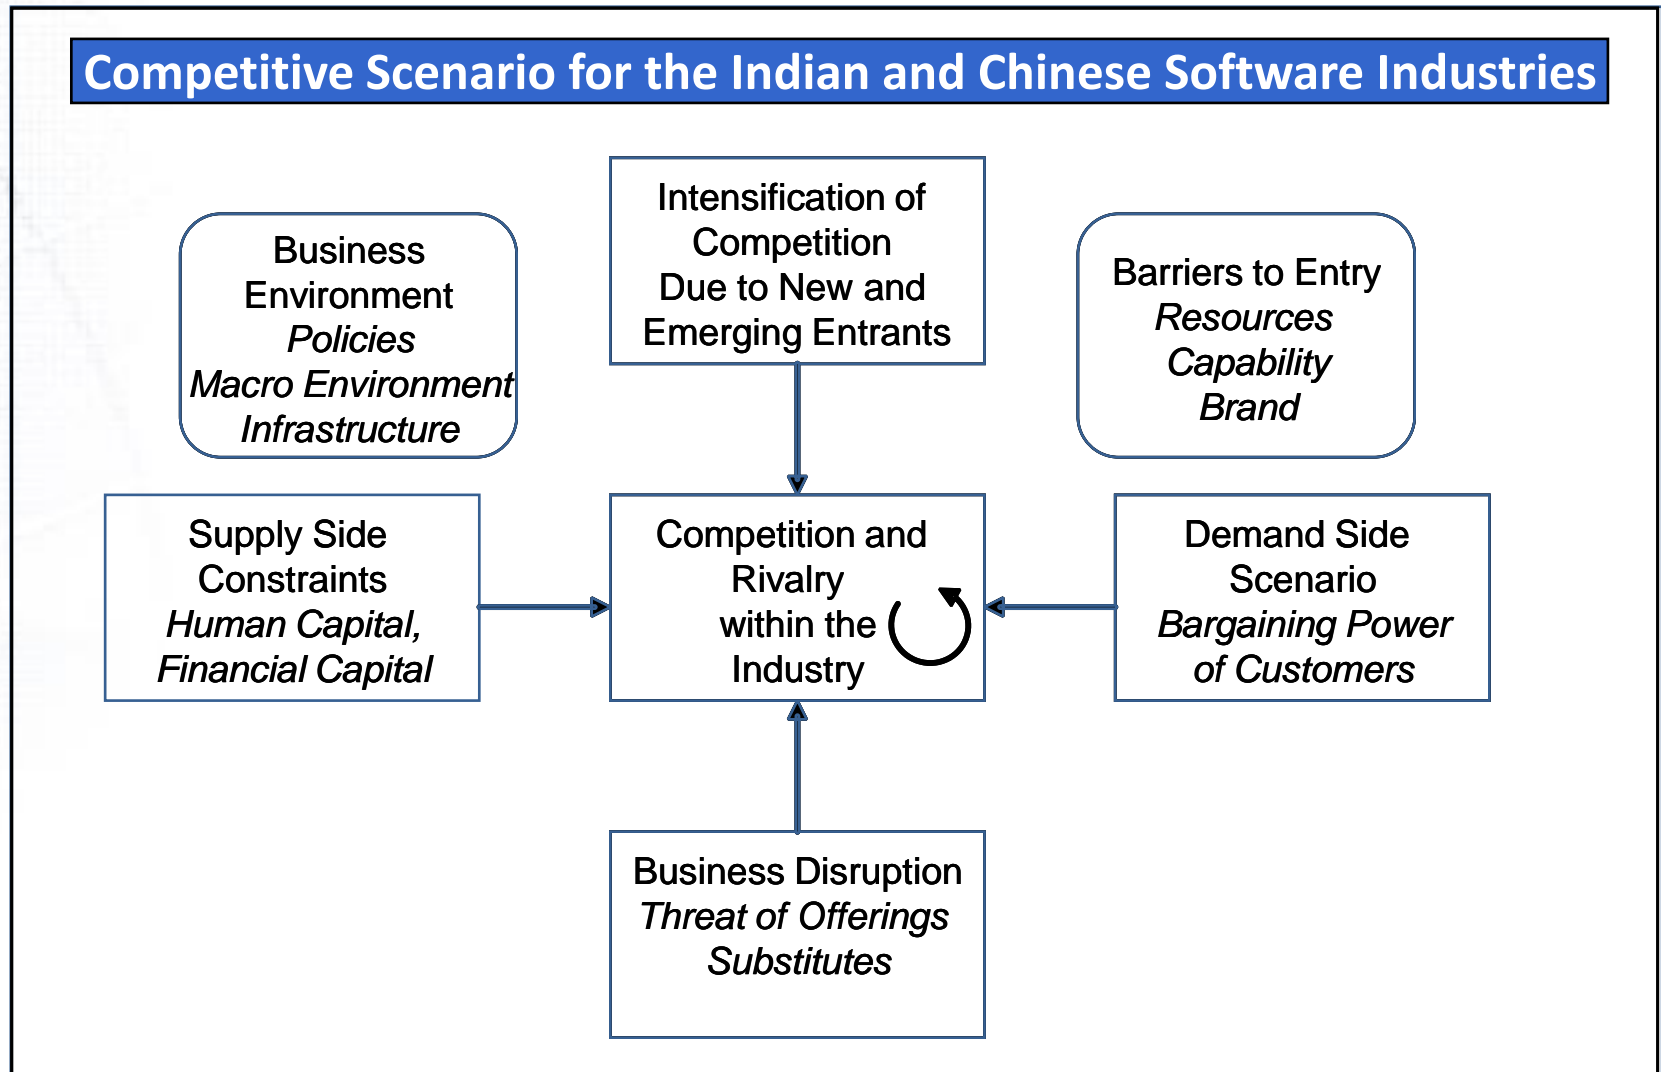 Competitive Scenario for the Indian and Chinese Software Industries
Intensification of
Competition
Due to New and
Emerging Entrants
Business
Environment
Policies
Macro Environment
Infrastructure
Barriers to Entry
Resources
Capability
Brand
Supply Side
Constraints
Human Capital,
Financial Capital
Competition and
Rivalry
within the
Industry
Demand Side
Scenario
Bargaining Power
of Customers
Business Disruption
Threat of Offerings
Substitutes